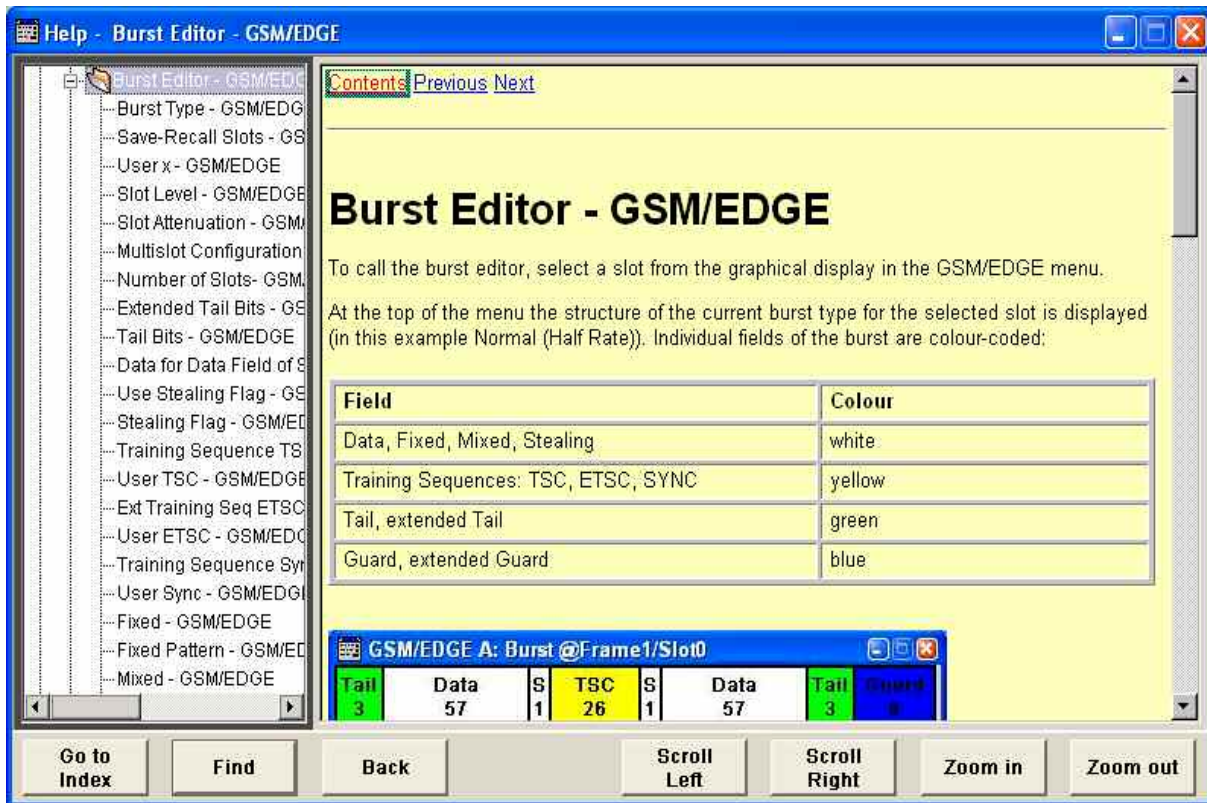 Help - Burst Editor - GSM/EDGE
Burst Editor - GSM/EDG
Burst Type - GSM/EDG
Save-Recall Slots - GS
User x - GSM/EDGE
Slot Level - GSM/EDGE
Slot Attenuation - GSM/
Multislot Configuration
Number of Slots- GSM
Extended Tail Bits - GS
Tail Bits - GSM/EDGE
Data for Data Field of S
Use Stealing Flag - GS
Stealing Flag - GSM/ED
Training Sequence TS
User TSC - GSM/EDGE
Ext Training Seq ETSC
User ETSC - GSM/EDG
Training Sequence Syn
User Sync - GSM/EDGE
Fixed - GSM/EDGE
Fixed Pattern - GSM/ED
Mixed - GSM/EDGE
Contents Previous Next
Burst Editor - GSM/EDGE
To call the burst editor, select a slot from the graphical display in the GSM/EDGE menu.
At the top of the menu the structure of the current burst type for the selected slot is displayed
(in this example Normal (Half Rate)). Individual fields of the burst are colour-coded:
Field Colour
Data, Fixed, Mixed, Stealing white
Training Sequences: TSC, ETSC, SYNC yellow
Tail, extended Tail green
Guard, extended Guard blue
GSM/EDGE A: Burst @Frame1/Slot0
Tail Data S TSC S Data Tail Guard
3 57 1 26 1 57 3
Go to Index
Find
Back
Scroll Left
Scroll Right
Zoom in
Zoom out